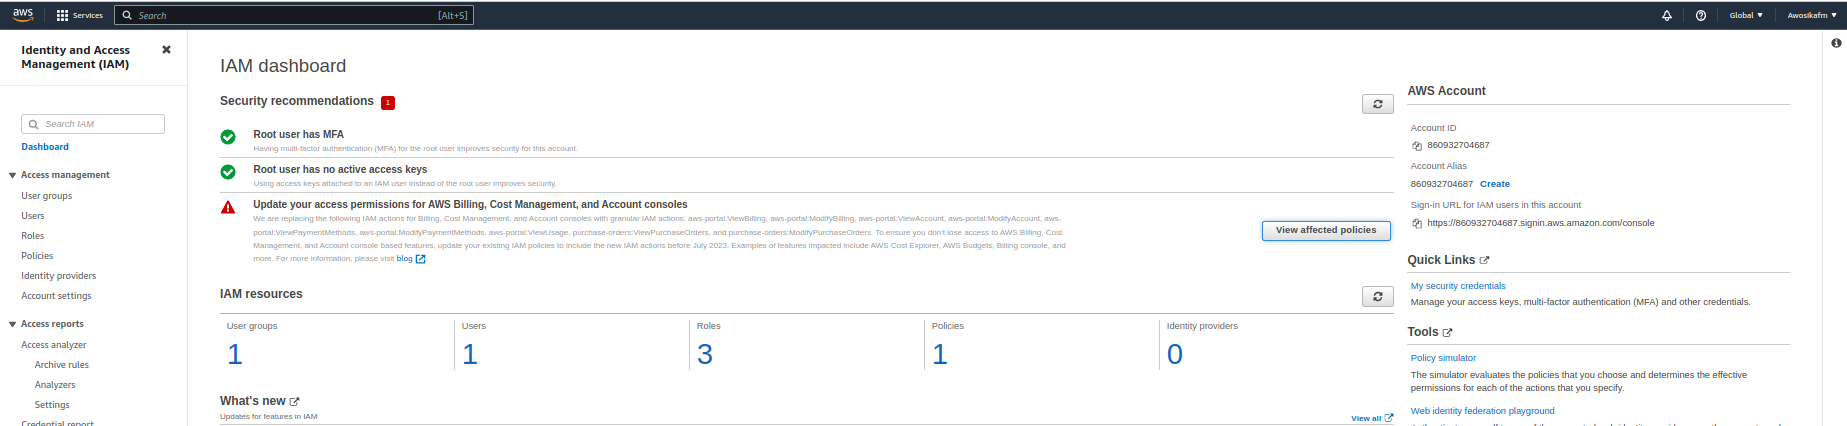 aws
Services
Search
[Alt+S]
Global
Awosikafm
Identity and Access
Management (IAM)
Search IAM
Dashboard
Access management
User groups
Users
Roles
Policies
Identity providers
Account settings
Access reports
Access analyzer
Archive rules
Analyzers
Settings
Credential report
IAM dashboard
Security recommendations 1
Root user has MFA
Having multi-factor authentication (MFA) for the root user improves security for this account.
Root user has no active access keys
Using access keys attached to an IAM user instead of the root user improves security.
Update your access permissions for AWS Billing, Cost Management, and Account consoles
We are replacing the following IAM actions for Billing, Cost Management, and Account consoles with granular IAM actions: aws-portal:ViewBilling, aws-portal:ModifyBilling, aws-portal:ViewAccount, aws-portal:ModifyAccount, aws-
portal:ViewPaymentMethods, aws-portal:ModifyPaymentMethods, aws-portal:ViewUsage, purchase-orders:ViewPurchaseOrders, and purchase-orders:ModifyPurchaseOrders. To ensure you don't lose access to AWS Billing, Cost
Management, and Account console based features, update your existing IAM policies to include the new IAM actions before July 2023. Examples of features impacted include AWS Cost Explorer, AWS Budgets, Billing console, and
more. For more information, please visit blog
View affected policies
IAM resources
User groups
1
Users
1
Roles
3
Policies
1
Identity providers
0
What's new
Updates for features in IAM
View all
AWS Account
Account ID
860932704687
Account Alias
860932704687 Create
Sign-in URL for IAM users in this account
https://860932704687.signin.aws.amazon.com/console
Quick Links
My security credentials
Manage your access keys, multi-factor authentication (MFA) and other credentials.
Tools
Policy simulator
The simulator evaluates the policies that you choose and determines the effective
permissions for each of the actions that you specify.
Web identity federation playground